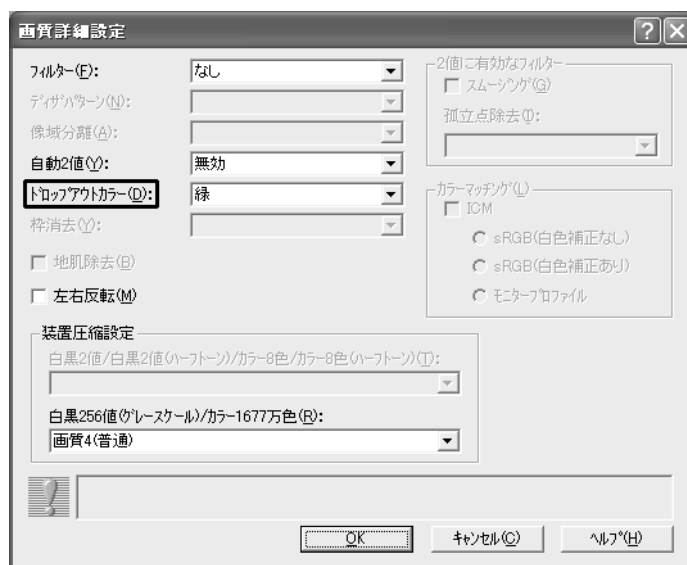 画質詳細設定
フィルター(F):
なし
ディザパターン(N):
像域分離(A):
自動2値(Y):
無効
ドロップアウトカラー(D):
緑
枠消去(Y):
地肌除去(B)
左右反転(M)
2値に有効なフィルター
スムージング(G)
孤立点除去(I):
カラーマッチング(L)
ICM
sRGB(白色補正なし)
sRGB(白色補正あり)
モニタープロファイル
装置圧縮設定
白黒2値/白黒2値(ハーフトーン)/カラー8色/カラー8色(ハーフトーン)(T):
白黒256値(グレースケール)/カラー1677万色(R):
画質4(普通)
OK キャンセル(C) ヘルプ(H)